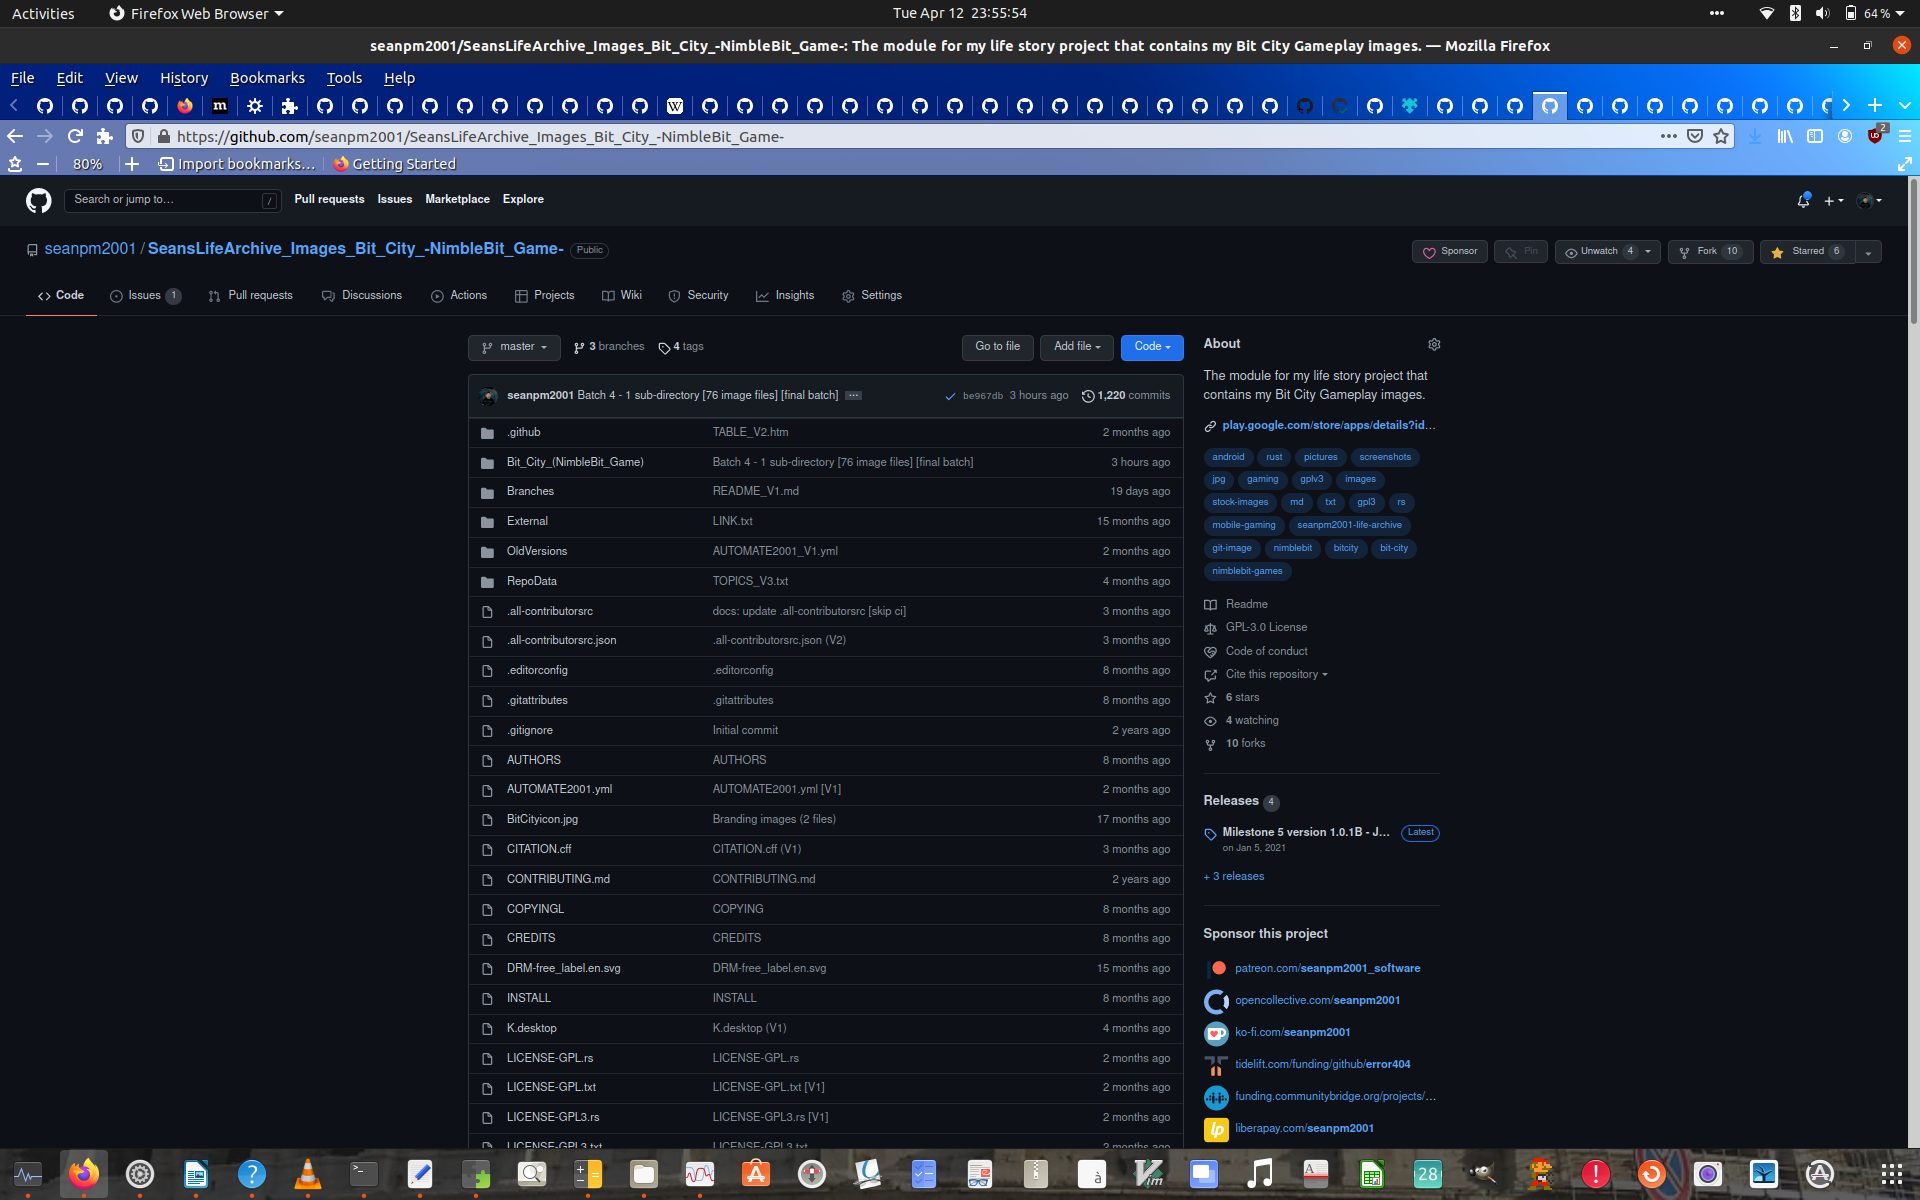 Activities
Firefox Web Browser
Tue Apr 12 23:55:54
64 %
seanpm2001/SeansLifeArchive_Images_Bit_City_-NimbleBit_Game-: The module for my life story project that contains my Bit City Gameplay images. — Mozilla Firefox
File Edit View History Bookmarks Tools Help
https://github.com/seanpm2001/SeansLifeArchive_Images_Bit_City_-NimbleBit_Game-
2
80%
Import bookmarks...
Getting Started
Search or jump to... /
Pull requests Issues Marketplace Explore
seanpm2001 / SeansLifeArchive_Images_Bit_City_-NimbleBit_Game- Public
Sponsor Pin Unwatch 4 Fork 10 Starred 6
Code Issues 1 Pull requests Discussions Actions Projects Wiki Security Insights Settings
master 3 branches 4 tags Go to file Add file Code
seanpm2001 Batch 4 - 1 sub-directory [76 image files] [final batch] ... be967db 3 hours ago 1,220 commits
.github TABLE_V2.htm 2 months ago
Bit_City_(NimbleBit_Game) Batch 4 - 1 sub-directory [76 image files] [final batch] 3 hours ago
Branches README_V1.md 19 days ago
External LINK.txt 15 months ago
OldVersions AUTOMATE2001_V1.yml 2 months ago
RepoData TOPICS_V3.txt 4 months ago
.all-contributorsrc docs: update .all-contributorsrc [skip ci] 3 months ago
.all-contributorsrc.json .all-contributorsrc.json (V2) 3 months ago
.editorconfig .editorconfig 8 months ago
.gitattributes .gitattributes 8 months ago
.gitignore Initial commit 2 years ago
AUTHORS AUTHORS 8 months ago
AUTOMATE2001.yml AUTOMATE2001.yml [V1] 2 months ago
BitCityicon.jpg Branding images (2 files) 17 months ago
CITATION.cff CITATION.cff (V1) 3 months ago
CONTRIBUTING.md CONTRIBUTING.md 2 years ago
COPYINGL COPYING 8 months ago
CREDITS CREDITS 8 months ago
DRM-free_label.en.svg DRM-free_label.en.svg 15 months ago
INSTALL INSTALL 8 months ago
K.desktop K.desktop (V1) 4 months ago
LICENSE-GPL.rs LICENSE-GPL.rs 2 months ago
LICENSE-GPL.txt LICENSE-GPL.txt [V1] 2 months ago
LICENSE-GPL3.rs LICENSE-GPL3.rs [V1] 2 months ago
LICENSE-GPL3.txt LICENSE-GPL3.txt 2 months ago
About
The module for my life story project that
contains my Bit City Gameplay images.
play.google.com/store/apps/details?id...
android rust pictures screenshots
jpg gaming gplv3 images
stock-images md txt gpl3 rs
mobile-gaming seanpm2001-life-archive
git-image nimblebit bitcity bit-city
nimblebit-games
Readme
GPL-3.0 License
Code of conduct
Cite this repository
6 stars
4 watching
10 forks
Releases 4
Milestone 5 version 1.0.1B - J... Latest
on Jan 5, 2021
+ 3 releases
Sponsor this project
patreon.com/seanpm2001_software
opencollective.com/seanpm2001
ko-fi.com/seanpm2001
tidelift.com/funding/github/error404
funding.communitybridge.org/projects/...
liberapay.com/seanpm2001
28